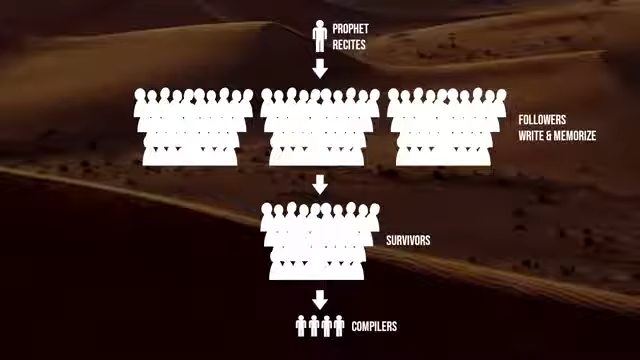 PROPHET
RECITES
FOLLOWERS
WRITE & MEMORIZE
SURVIVORS
COMPILERS